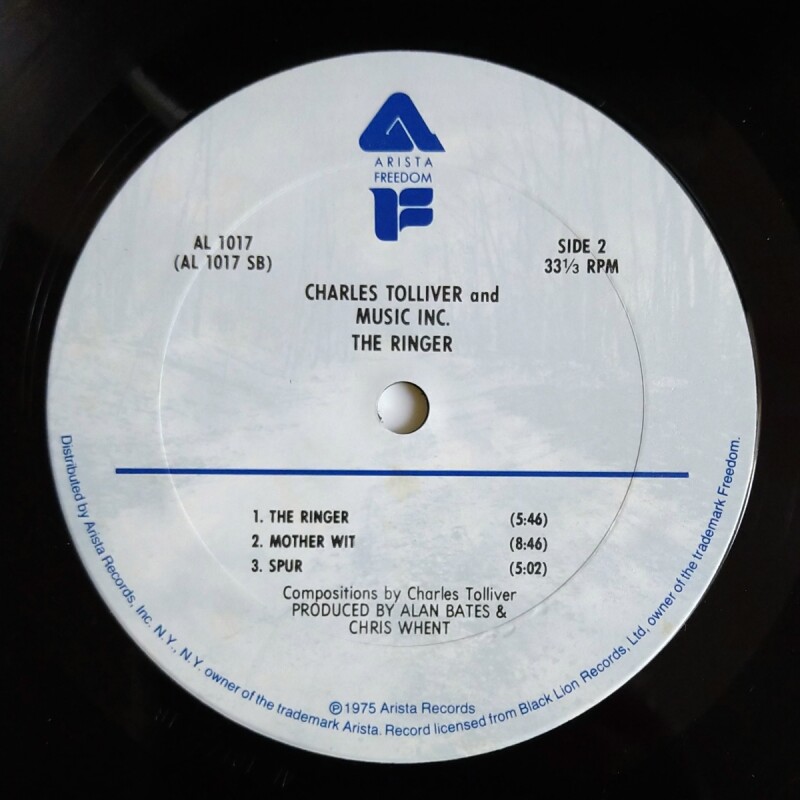 ARISTA
FREEDOM
AL 1017
(AL 1017 SB)
SIDE 2
33⅓ RPM
CHARLES TOLLIVER and
MUSIC INC.
THE RINGER
1. THE RINGER (5:46)
2. MOTHER WIT (8:46)
3. SPUR (5:02)
Compositions by Charles Tolliver
PRODUCED BY ALAN BATES &
CHRIS WHENT
℗1975 Arista Records
Distributed by Arista Records, Inc. N.Y., N.Y. owner of the trademark Arista. Record licensed from Black Lion Records, Ltd, owner of the trademark Freedom.